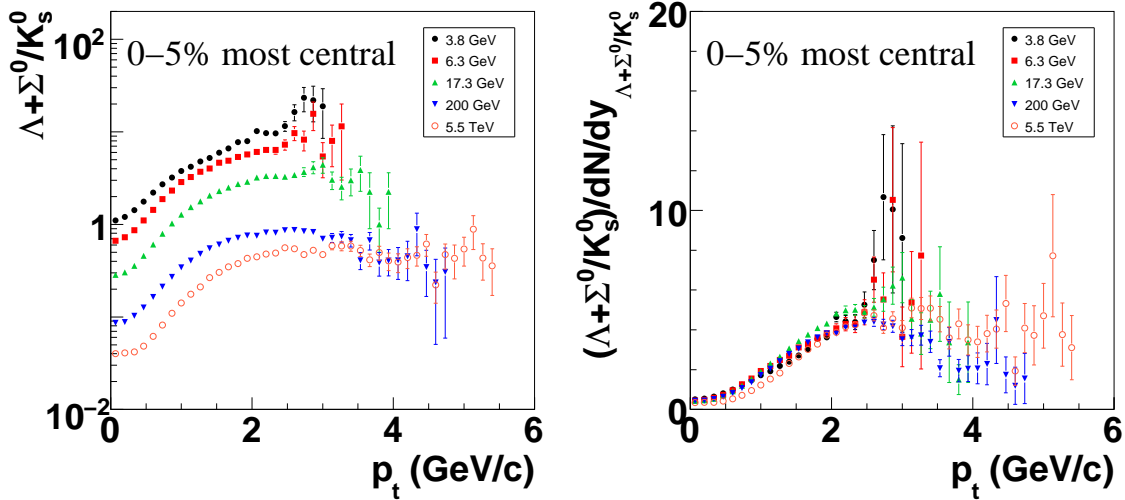 Λ+Σ⁰/K⁰ₛ
10²
1
10⁻²
0–5% most central
3.8 GeV
6.3 GeV
17.3 GeV
200 GeV
5.5 TeV
0 2 4 6
pₜ (GeV/c)
(Λ+Σ⁰/K⁰ₛ)/dN/dy Λ+Σ⁰/K⁰ₛ
20
10
0
0–5% most central
3.8 GeV
6.3 GeV
17.3 GeV
200 GeV
5.5 TeV
0 2 4 6
pₜ (GeV/c)